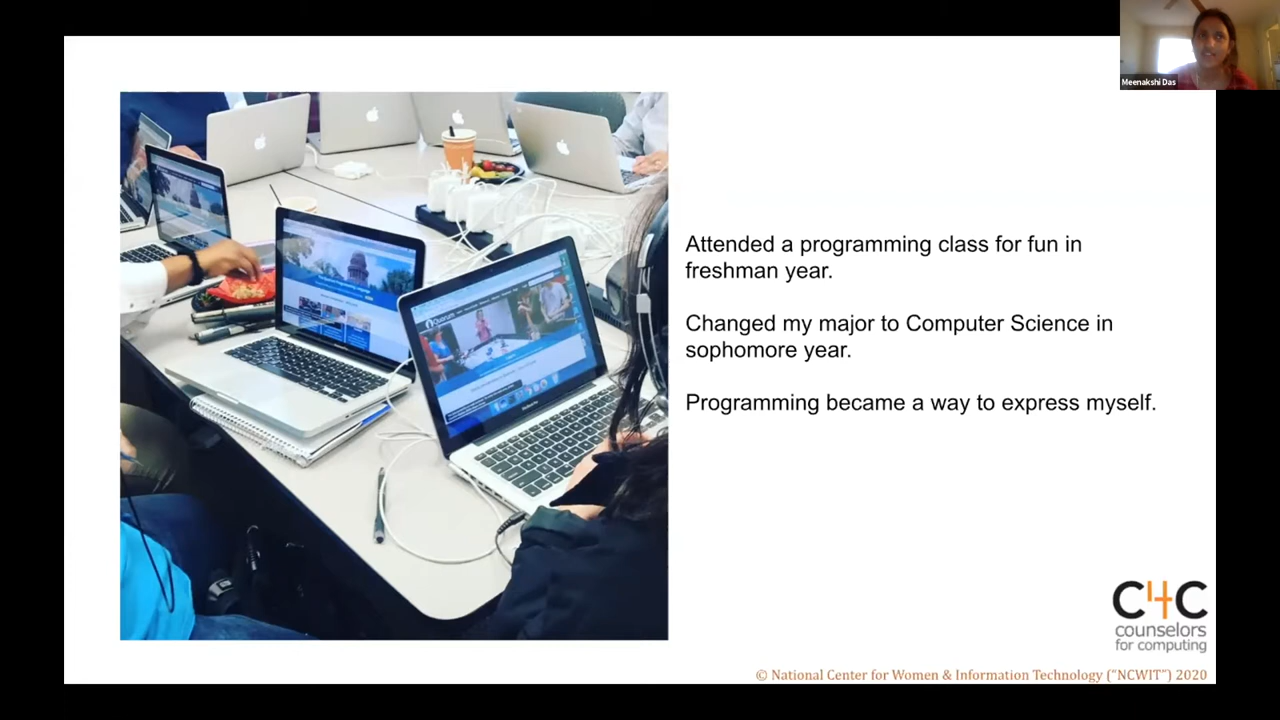 Meenakshi Das
Attended a programming class for fun in
freshman year.
Changed my major to Computer Science in
sophomore year.
Programming became a way to express myself.
Quorum
C4C
counselors
for computing
© National Center for Women & Information Technology ("NCWIT") 2020